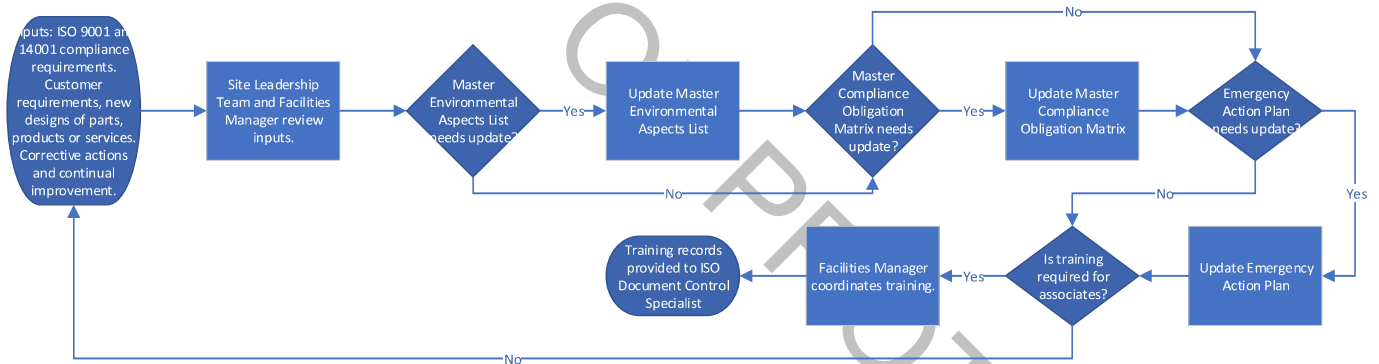 Inputs: ISO 9001 and
14001 compliance
requirements.
Customer
requirements, new
designs of parts,
products or services.
Corrective actions
and continual
improvement.
Site Leadership
Team and Facilities
Manager review
inputs.
Master
Environmental
Aspects List
needs update?
Yes
Update Master
Environmental
Aspects List
No
Master
Compliance
Obligation
Matrix needs
update?
No
Yes
Update Master
Compliance
Obligation Matrix
Emergency
Action Plan
needs update?
Yes
No
Update Emergency
Action Plan
Is training
required for
associates?
Yes
Facilities Manager
coordinates training.
Training records
provided to ISO
Document Control
Specialist
No